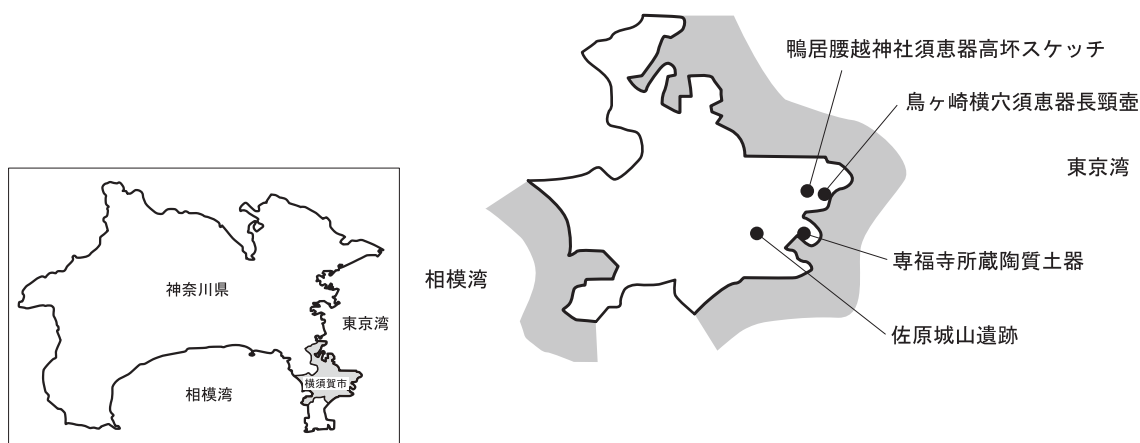 鴨居腰越神社須恵器高坏スケッチ
鳥ヶ崎横穴須恵器長頸壺
東京湾
専福寺所蔵陶質土器
相模湾
佐原城山遺跡
神奈川県
東京湾
横須賀市
相模湾